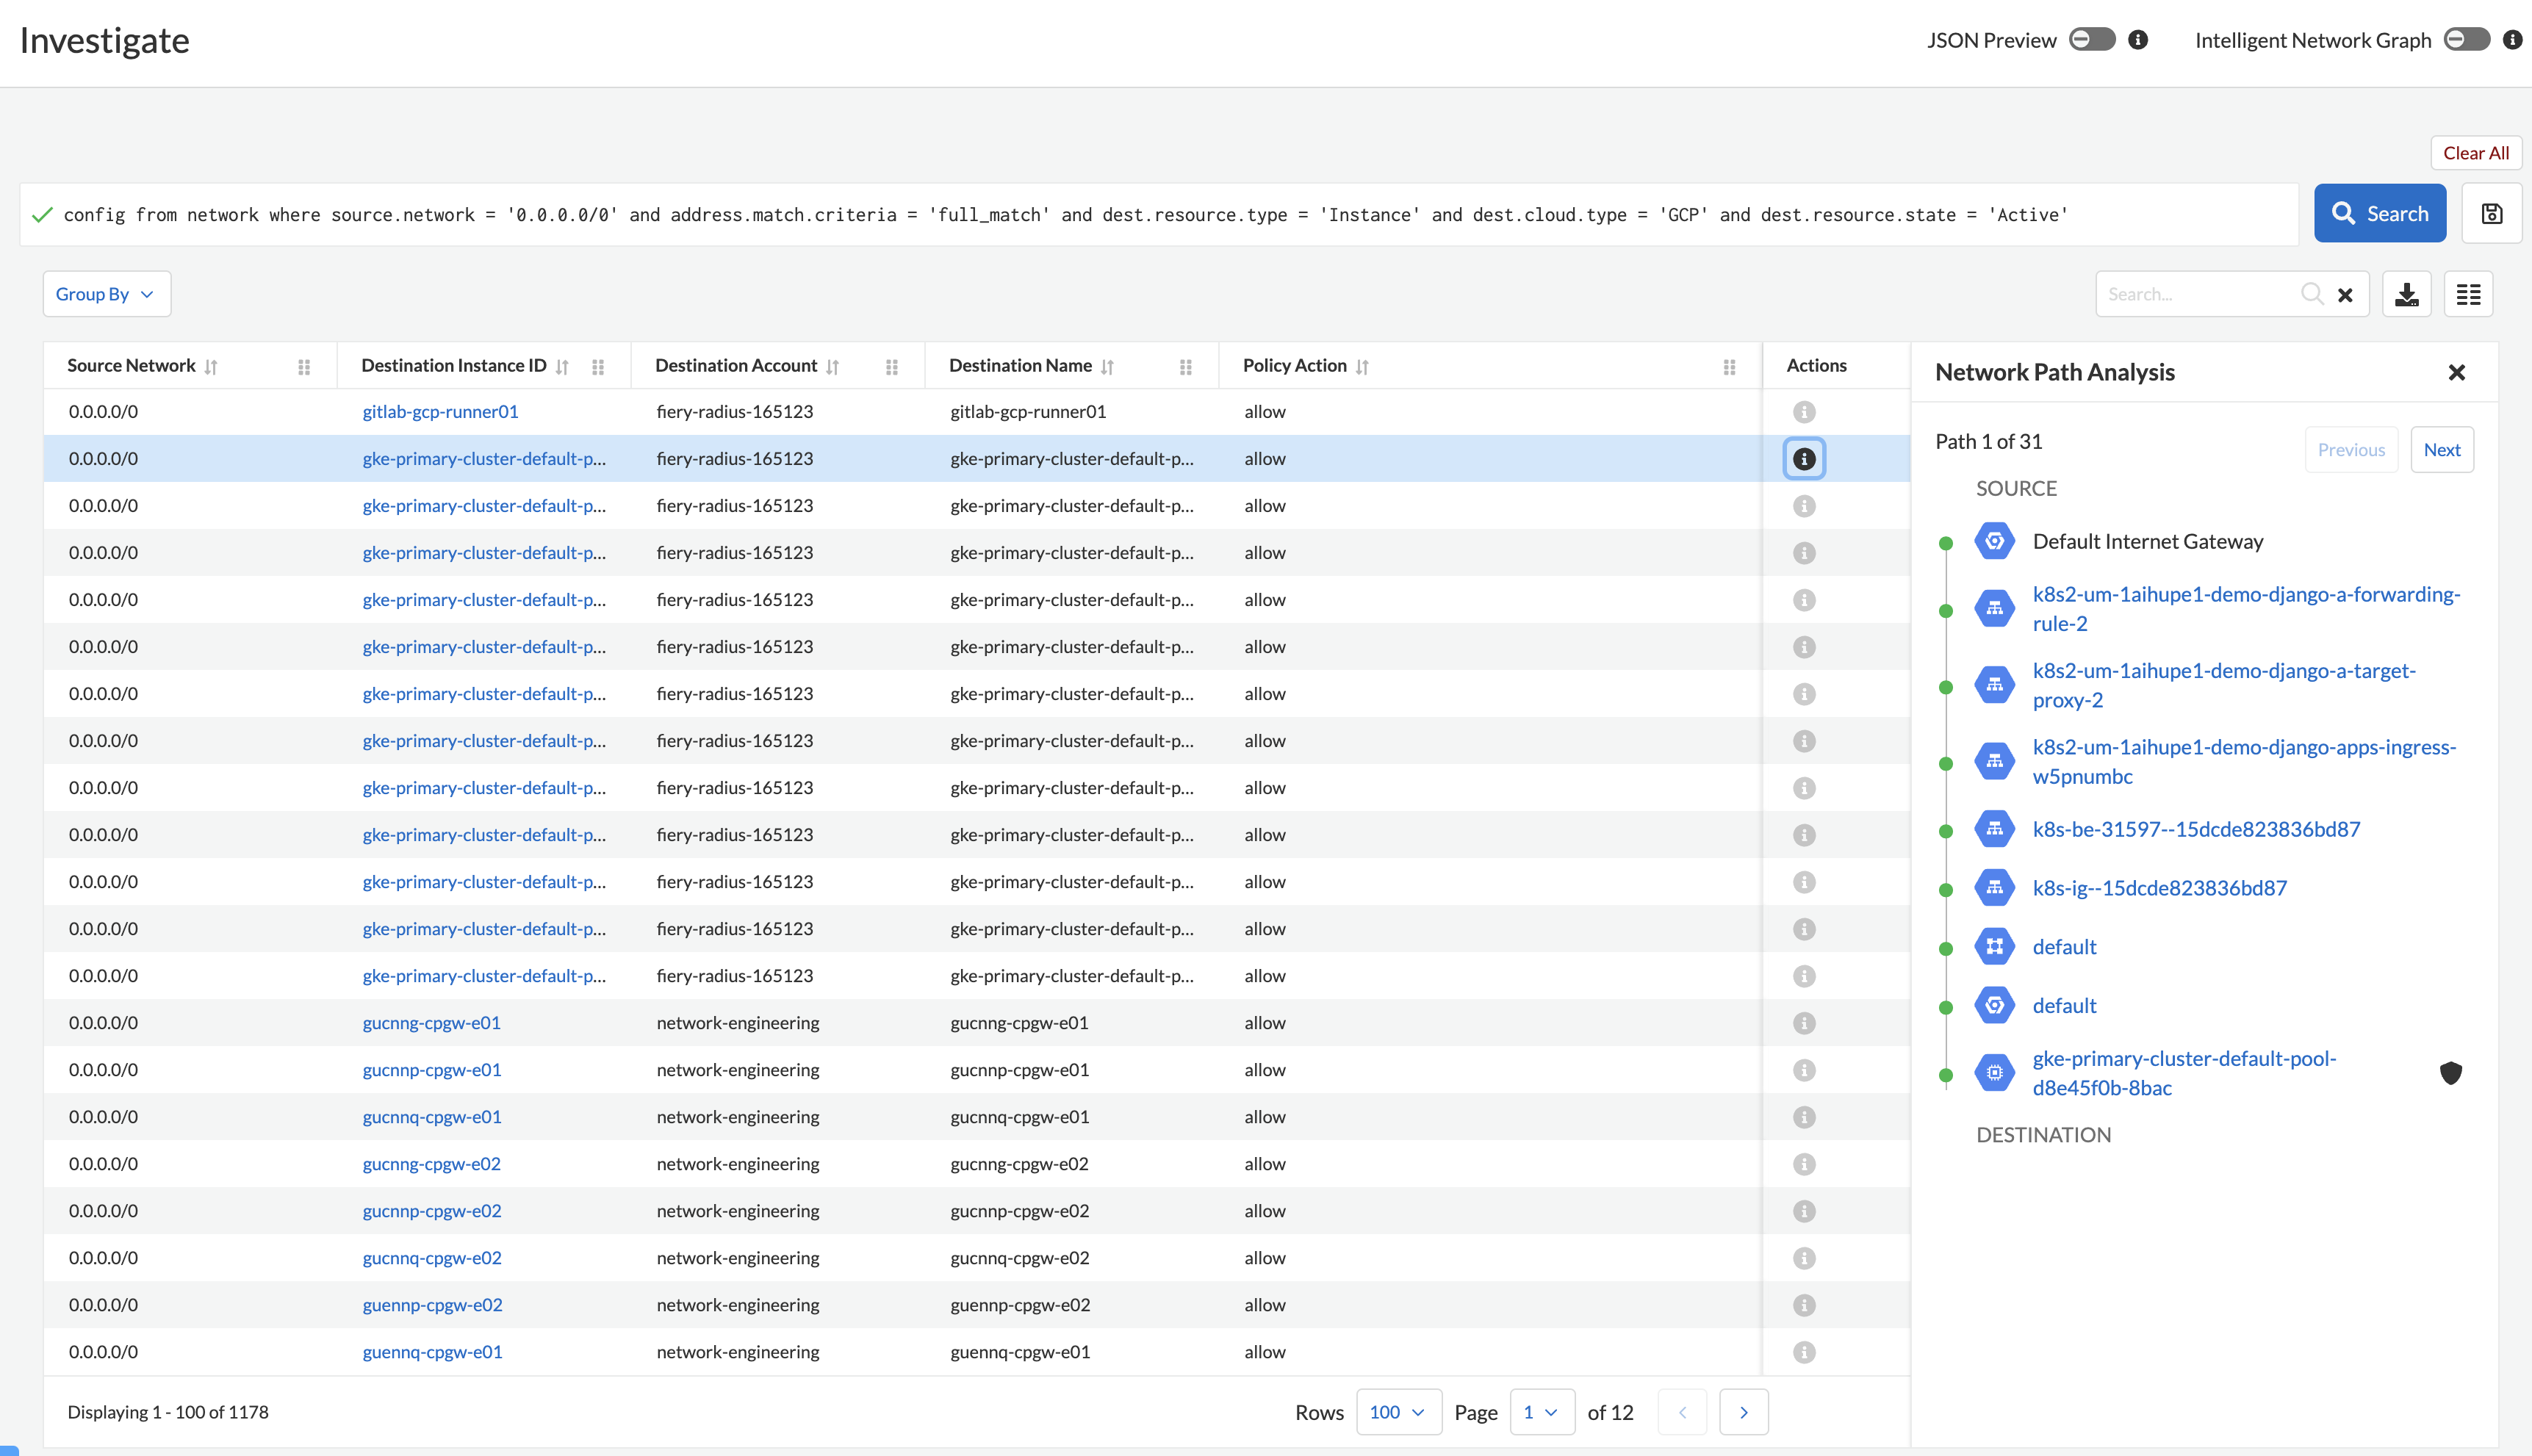 Investigate
JSON Preview
Intelligent Network Graph
Clear All
config from network where source.network = '0.0.0.0/0' and address.match.criteria = 'full_match' and dest.resource.type = 'Instance' and dest.cloud.type = 'GCP' and dest.resource.state = 'Active'
Search
Group By
Search...
Source Network Destination Instance ID Destination Account Destination Name Policy Action Actions
0.0.0.0/0 gitlab-gcp-runner01 fiery-radius-165123 gitlab-gcp-runner01 allow
0.0.0.0/0 gke-primary-cluster-default-p... fiery-radius-165123 gke-primary-cluster-default-p... allow
0.0.0.0/0 gke-primary-cluster-default-p... fiery-radius-165123 gke-primary-cluster-default-p... allow
0.0.0.0/0 gke-primary-cluster-default-p... fiery-radius-165123 gke-primary-cluster-default-p... allow
0.0.0.0/0 gke-primary-cluster-default-p... fiery-radius-165123 gke-primary-cluster-default-p... allow
0.0.0.0/0 gke-primary-cluster-default-p... fiery-radius-165123 gke-primary-cluster-default-p... allow
0.0.0.0/0 gke-primary-cluster-default-p... fiery-radius-165123 gke-primary-cluster-default-p... allow
0.0.0.0/0 gke-primary-cluster-default-p... fiery-radius-165123 gke-primary-cluster-default-p... allow
0.0.0.0/0 gke-primary-cluster-default-p... fiery-radius-165123 gke-primary-cluster-default-p... allow
0.0.0.0/0 gke-primary-cluster-default-p... fiery-radius-165123 gke-primary-cluster-default-p... allow
0.0.0.0/0 gke-primary-cluster-default-p... fiery-radius-165123 gke-primary-cluster-default-p... allow
0.0.0.0/0 gke-primary-cluster-default-p... fiery-radius-165123 gke-primary-cluster-default-p... allow
0.0.0.0/0 gke-primary-cluster-default-p... fiery-radius-165123 gke-primary-cluster-default-p... allow
0.0.0.0/0 gucnng-cpgw-e01 network-engineering gucnng-cpgw-e01 allow
0.0.0.0/0 gucnnp-cpgw-e01 network-engineering gucnnp-cpgw-e01 allow
0.0.0.0/0 gucnnq-cpgw-e01 network-engineering gucnnq-cpgw-e01 allow
0.0.0.0/0 gucnng-cpgw-e02 network-engineering gucnng-cpgw-e02 allow
0.0.0.0/0 gucnnp-cpgw-e02 network-engineering gucnnp-cpgw-e02 allow
0.0.0.0/0 gucnnq-cpgw-e02 network-engineering gucnnq-cpgw-e02 allow
0.0.0.0/0 guennp-cpgw-e02 network-engineering guennp-cpgw-e02 allow
0.0.0.0/0 guennq-cpgw-e01 network-engineering guennq-cpgw-e01 allow
Displaying 1 - 100 of 1178
Rows 100 Page 1 of 12
Network Path Analysis
Path 1 of 31
Previous Next
SOURCE
Default Internet Gateway
k8s2-um-1aihupe1-demo-django-a-forwarding-
rule-2
k8s2-um-1aihupe1-demo-django-a-target-
proxy-2
k8s2-um-1aihupe1-demo-django-apps-ingress-
w5pnumbc
k8s-be-31597--15dcde823836bd87
k8s-ig--15dcde823836bd87
default
default
gke-primary-cluster-default-pool-
d8e45f0b-8bac
DESTINATION